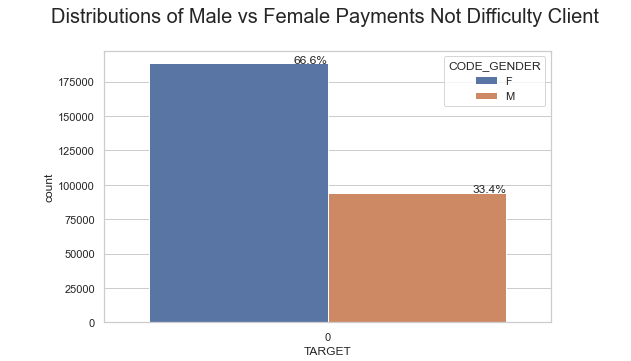 Distributions of Male vs Female Payments Not Difficulty Client
66.6%
CODE_GENDER
F
M
175000
150000
125000
100000
33.4%
count
75000
50000
25000
0
0
TARGET